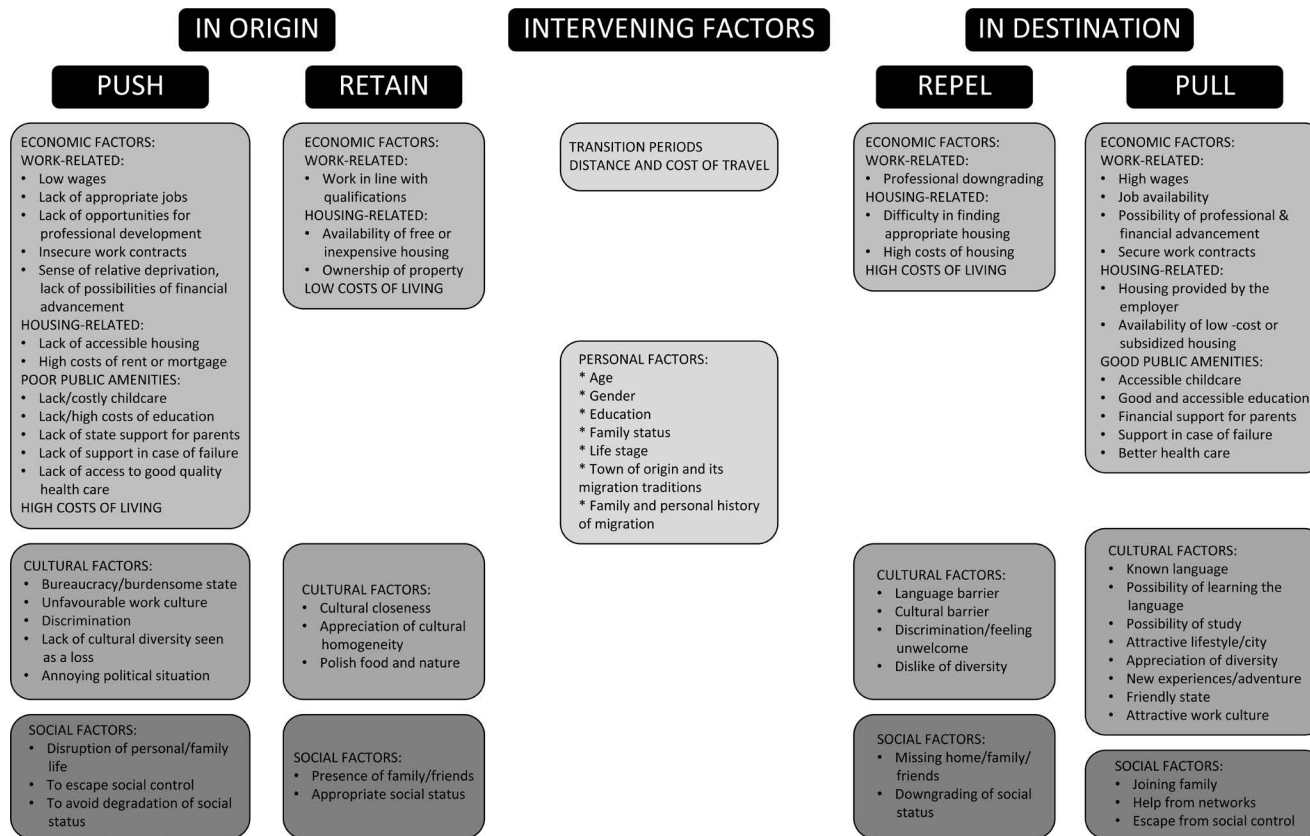 IN ORIGIN
INTERVENING FACTORS
IN DESTINATION
PUSH
RETAIN
REPEL
PULL
ECONOMIC FACTORS:
WORK-RELATED:
• Low wages
• Lack of appropriate jobs
• Lack of opportunities for
professional development
• Insecure work contracts
• Sense of relative deprivation,
lack of possibilities of financial
advancement
HOUSING-RELATED:
• Lack of accessible housing
• High costs of rent or mortgage
POOR PUBLIC AMENITIES:
• Lack/costly childcare
• Lack/high costs of education
• Lack of state support for parents
• Lack of support in case of failure
• Lack of access to good quality
health care
HIGH COSTS OF LIVING
CULTURAL FACTORS:
• Bureaucracy/burdensome state
• Unfavourable work culture
• Discrimination
• Lack of cultural diversity seen
as a loss
• Annoying political situation
SOCIAL FACTORS:
• Disruption of personal/family
life
• To escape social control
• To avoid degradation of social
status
ECONOMIC FACTORS:
WORK-RELATED:
• Work in line with
qualifications
HOUSING-RELATED:
• Availability of free or
inexpensive housing
• Ownership of property
LOW COSTS OF LIVING
CULTURAL FACTORS:
• Cultural closeness
• Appreciation of cultural
homogeneity
• Polish food and nature
SOCIAL FACTORS:
• Presence of family/friends
• Appropriate social status
TRANSITION PERIODS
DISTANCE AND COST OF TRAVEL
PERSONAL FACTORS:
* Age
* Gender
* Education
* Family status
* Life stage
* Town of origin and its
migration traditions
* Family and personal history
of migration
ECONOMIC FACTORS:
WORK-RELATED:
• Professional downgrading
HOUSING-RELATED:
• Difficulty in finding
appropriate housing
• High costs of housing
HIGH COSTS OF LIVING
CULTURAL FACTORS:
• Language barrier
• Cultural barrier
• Discrimination/feeling
unwelcome
• Dislike of diversity
SOCIAL FACTORS:
• Missing home/family/
friends
• Downgrading of social
status
ECONOMIC FACTORS:
WORK-RELATED:
• High wages
• Job availability
• Possibility of professional &
financial advancement
• Secure work contracts
HOUSING-RELATED:
• Housing provided by the
employer
• Availability of low -cost or
subsidized housing
GOOD PUBLIC AMENITIES:
• Accessible childcare
• Good and accessible education
• Financial support for parents
• Support in case of failure
• Better health care
CULTURAL FACTORS:
• Known language
• Possibility of learning the
language
• Possibility of study
• Attractive lifestyle/city
• Appreciation of diversity
• New experiences/adventure
• Friendly state
• Attractive work culture
SOCIAL FACTORS:
• Joining family
• Help from networks
• Escape from social control